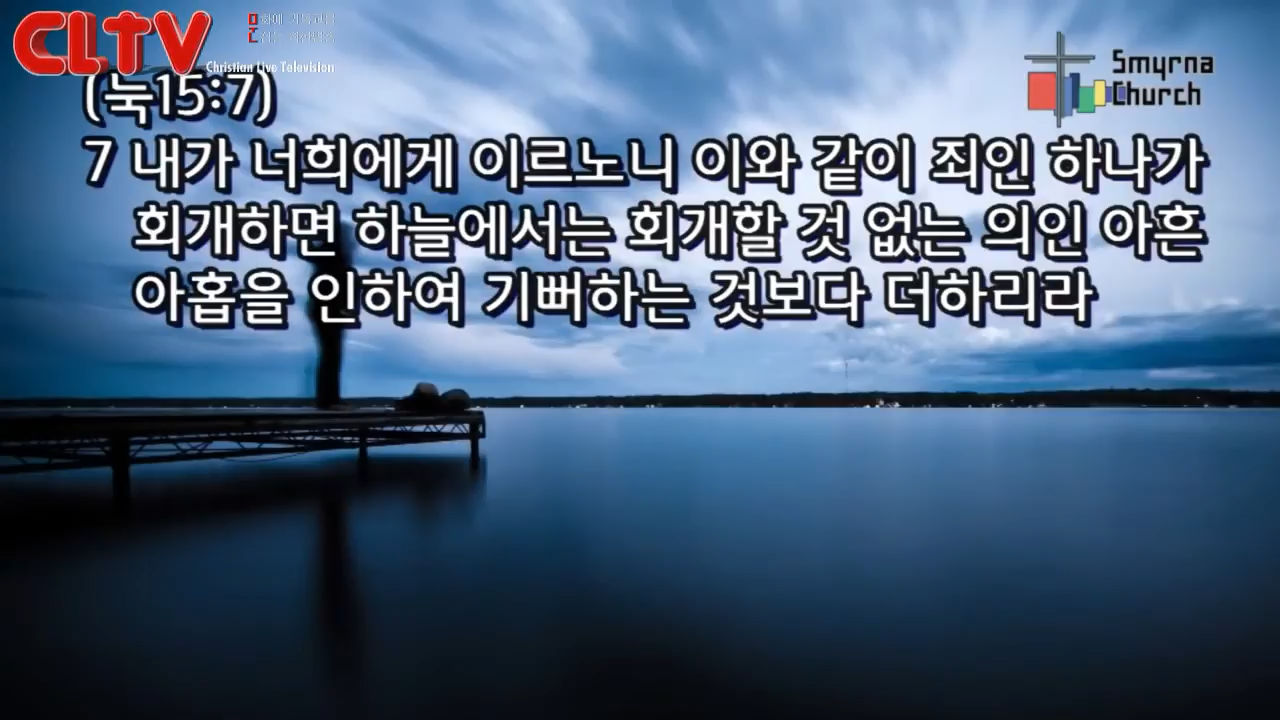 CLTV
Christian Live Television
Smyrna
Church
(눅15:7)
7 내가 너희에게 이르노니 이와 같이 죄인 하나가
회개하면 하늘에서는 회개할 것 없는 의인 아흔
아홉을 인하여 기뻐하는 것보다 더하리라